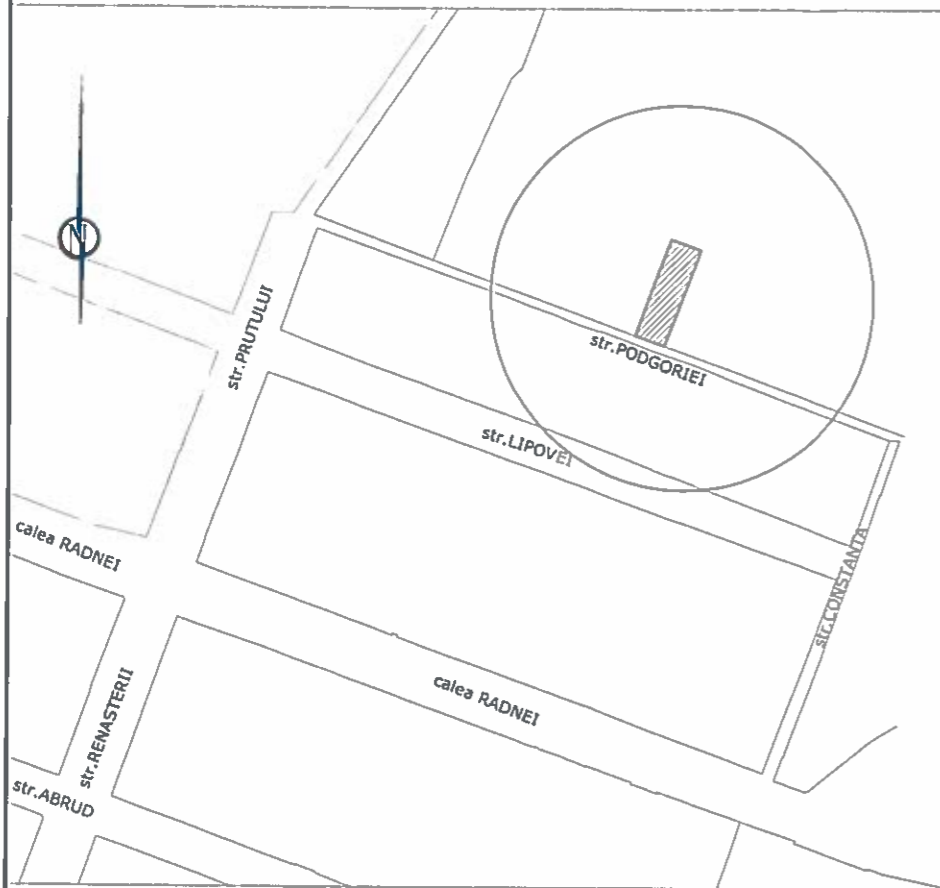 N
str.PRUTULUI
str.PODGORIEI
str.LIPOVEI
calea RADNEI
str.CONSTANTA
calea RADNEI
str.RENASTERII
str.ABRUD